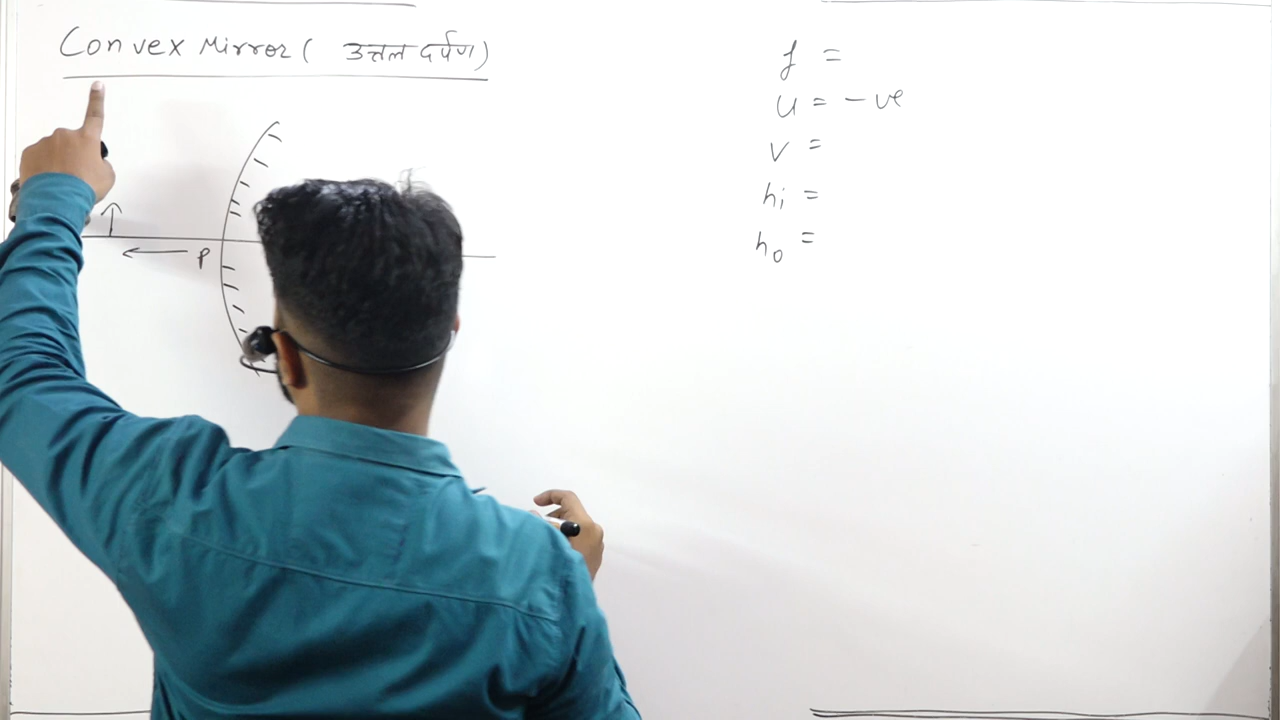 Convex Mirror ( उत्तल दर्पण)
P
f =
u = -ve
v =
hi =
ho =